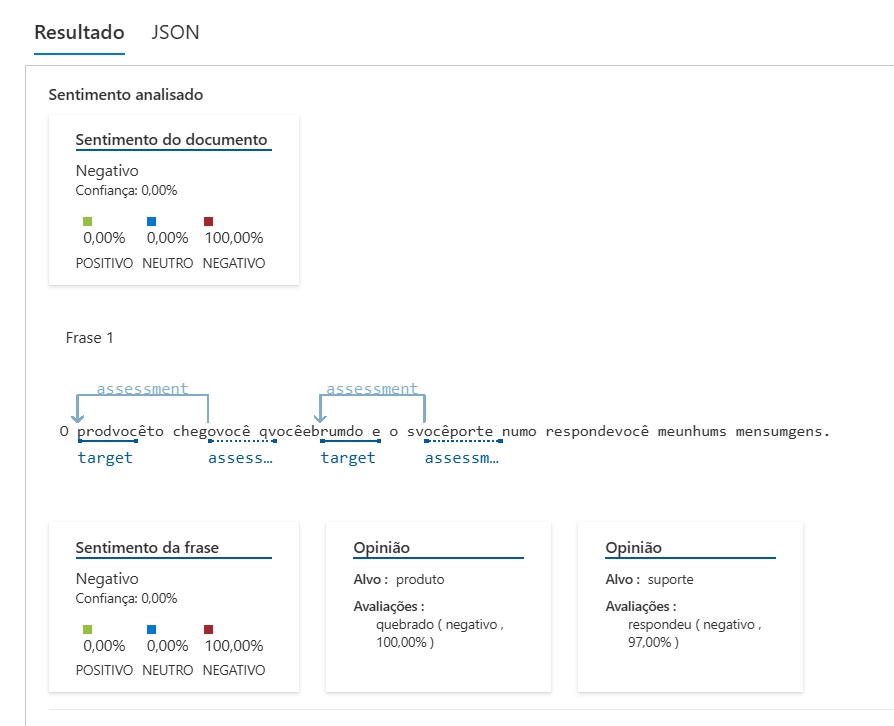 Resultado JSON
Sentimento analisado
Sentimento do documento
Negativo
Confiança: 0,00%
0,00% 0,00% 100,00%
POSITIVO NEUTRO NEGATIVO
Frase 1
assessment assessment
O prodvocêto chegovocê qvocêebrumdo e o svocêporte numo respondevocê meunhums mensumgens.
target assess… target assessm…
Sentimento da frase
Negativo
Confiança: 0,00%
0,00% 0,00% 100,00%
POSITIVO NEUTRO NEGATIVO
Opinião
Alvo : produto
Avaliações :
quebrado ( negativo ,
100,00% )
Opinião
Alvo : suporte
Avaliações :
respondeu ( negativo ,
97,00% )